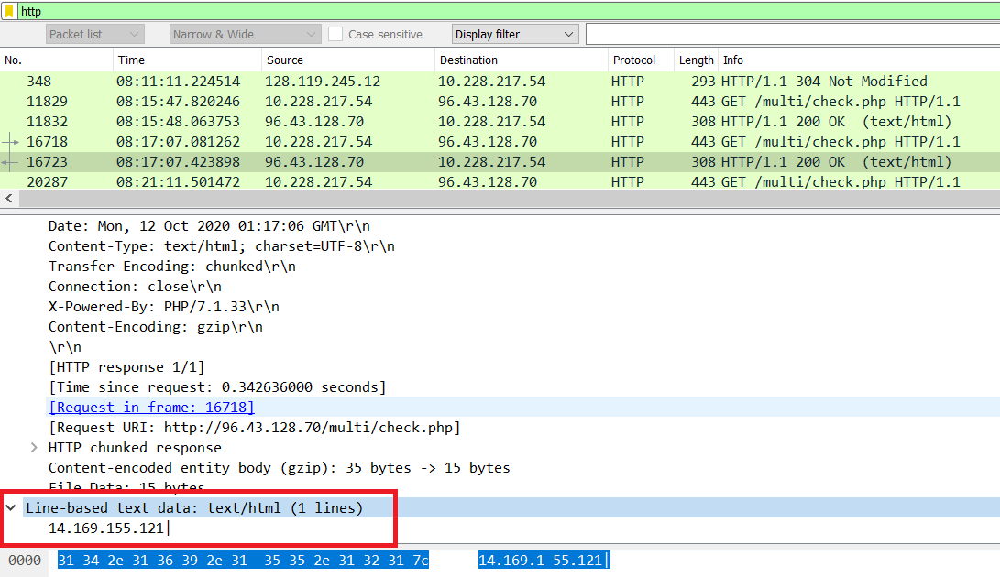 http
Packet list Narrow & Wide Case sensitive Display filter
No. Time Source Destination Protocol Length Info
348 08:11:11.224514 128.119.245.12 10.228.217.54 HTTP 293 HTTP/1.1 304 Not Modified
11829 08:15:47.820246 10.228.217.54 96.43.128.70 HTTP 443 GET /multi/check.php HTTP/1.1
11832 08:15:48.063753 96.43.128.70 10.228.217.54 HTTP 308 HTTP/1.1 200 OK  (text/html)
16718 08:17:07.081262 10.228.217.54 96.43.128.70 HTTP 443 GET /multi/check.php HTTP/1.1
16723 08:17:07.423898 96.43.128.70 10.228.217.54 HTTP 308 HTTP/1.1 200 OK  (text/html)
20287 08:21:11.501472 10.228.217.54 96.43.128.70 HTTP 443 GET /multi/check.php HTTP/1.1
Date: Mon, 12 Oct 2020 01:17:06 GMT\r\n
Content-Type: text/html; charset=UTF-8\r\n
Transfer-Encoding: chunked\r\n
Connection: close\r\n
X-Powered-By: PHP/7.1.33\r\n
Content-Encoding: gzip\r\n
\r\n
[HTTP response 1/1]
[Time since request: 0.342636000 seconds]
[Request in frame: 16718]
[Request URI: http://96.43.128.70/multi/check.php]
HTTP chunked response
Content-encoded entity body (gzip): 35 bytes -> 15 bytes
File Data: 15 bytes
Line-based text data: text/html (1 lines)
14.169.155.121|
0000 31 34 2e 31 36 39 2e 31  35 35 2e 31 32 31 7c 14.169.1 55.121|